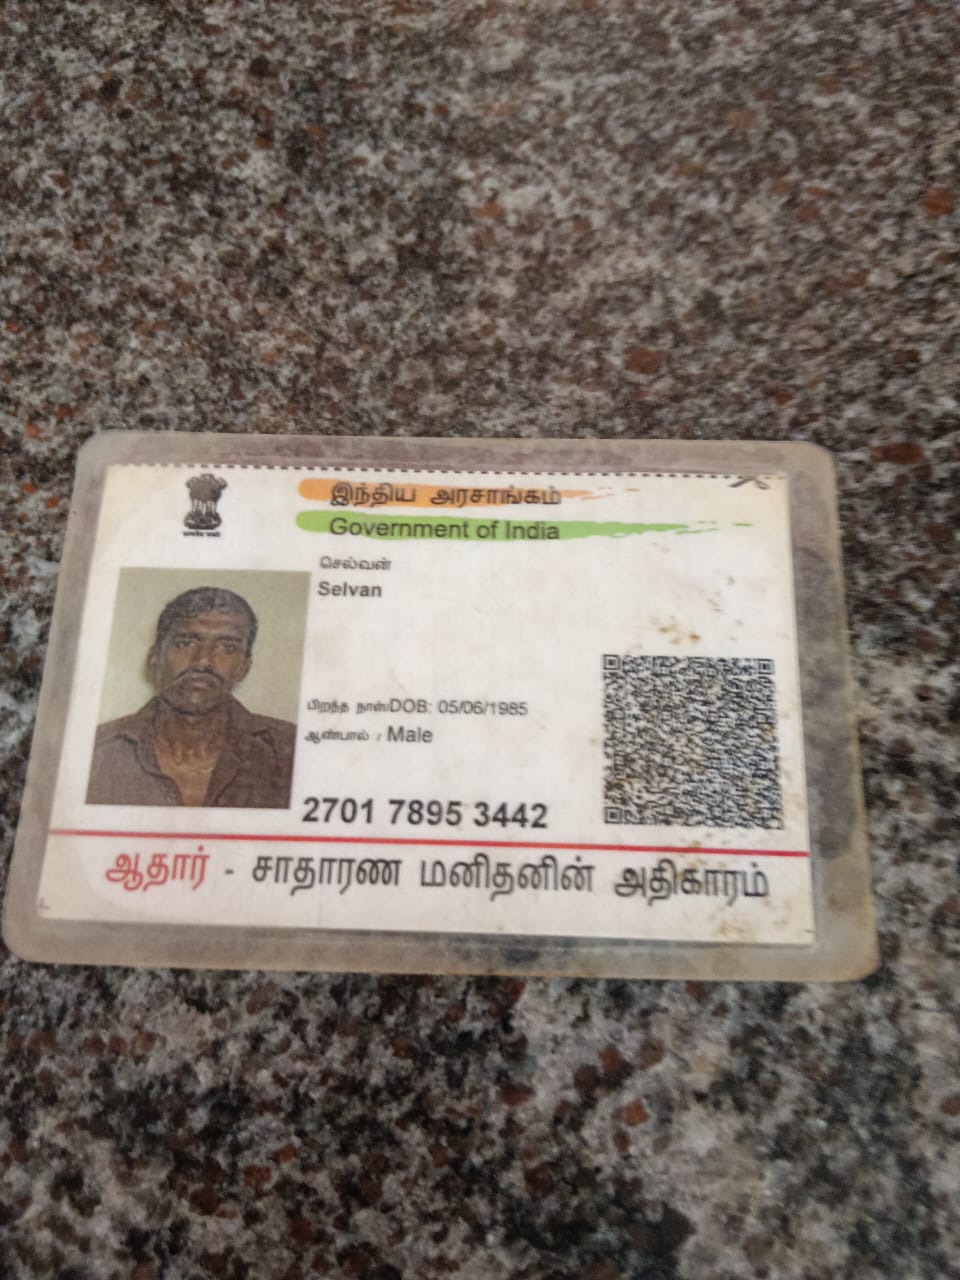 இந்திய அரசாங்கம்
Government of India
செல்வன்
Selvan
பிறந்த நாள்/DOB: 05/06/1985
ஆண்பால் / Male
2701 7895 3442
ஆதார் - சாதாரண மனிதனின் அதிகாரம்